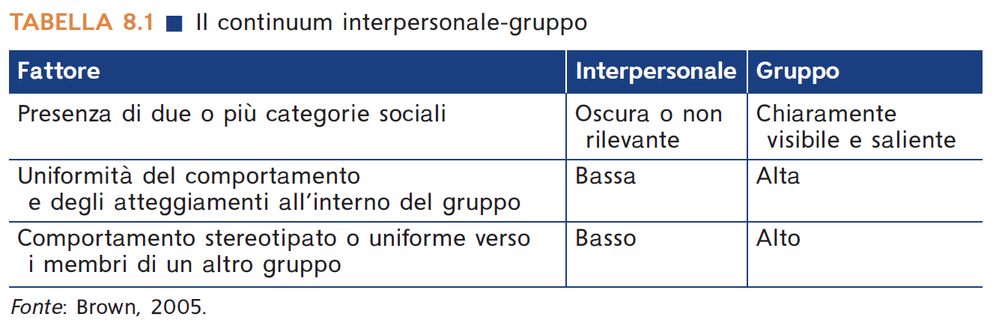 TABELLA 8.1 ■ Il continuum interpersonale-gruppo
Fattore Interpersonale Gruppo
Presenza di due o più categorie sociali Oscura o non Chiaramente
rilevante visibile e saliente
Uniformità del comportamento Bassa Alta
e degli atteggiamenti all'interno del gruppo
Comportamento stereotipato o uniforme verso Basso Alto
i membri di un altro gruppo
Fonte: Brown, 2005.